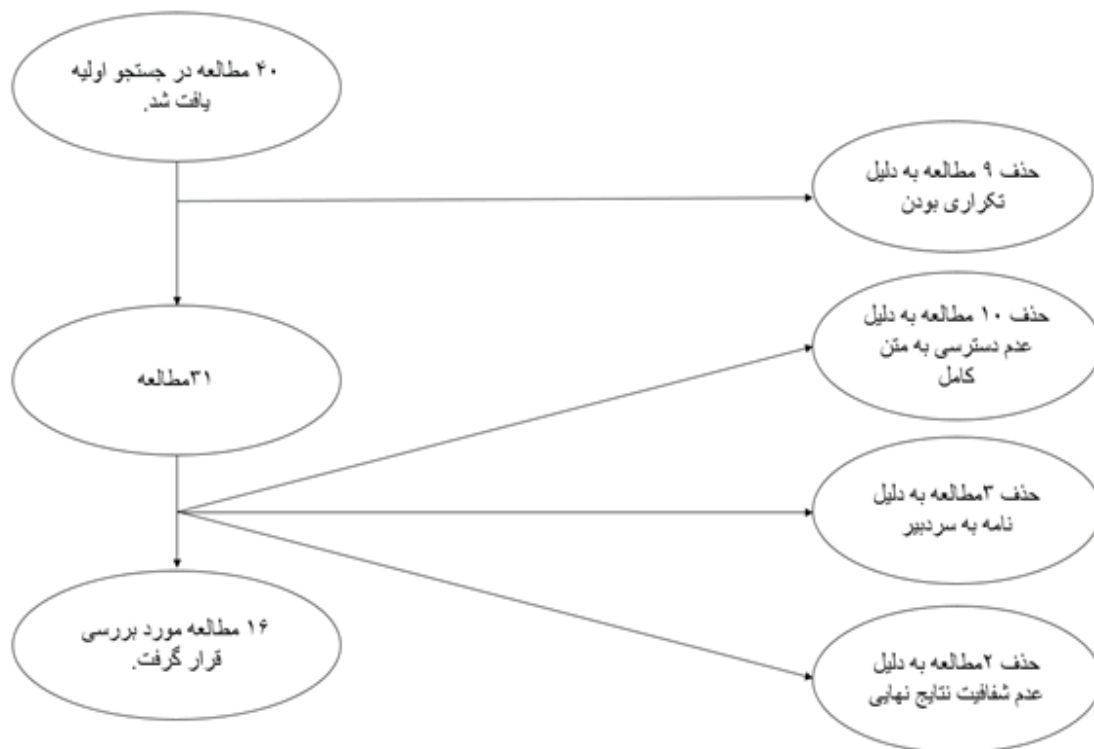 ۴۰ مطالعه در جستجو اولیه
یافت شد.
حذف ۹ مطالعه به دلیل
تکراری بودن
حذف ۱۰ مطالعه به دلیل
عدم دسترسی به متن
کامل
۳۱مطالعه
حذف ۳مطالعه به دلیل
نامه به سردبیر
۱۶ مطالعه مورد بررسی
قرار گرفت.
حذف ۲مطالعه به دلیل
عدم شفافیت نتایج نهایی